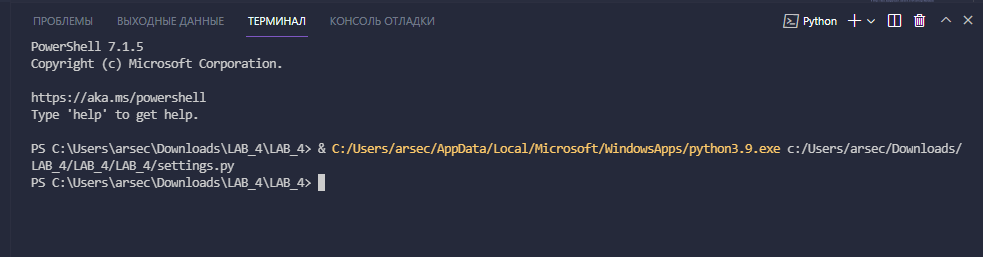 ПРОБЛЕМЫ ВЫХОДНЫЕ ДАННЫЕ ТЕРМИНАЛ КОНСОЛЬ ОТЛАДКИ Python
PowerShell 7.1.5
Copyright (c) Microsoft Corporation.
https://aka.ms/powershell
Type 'help' to get help.
PS C:\Users\arsec\Downloads\LAB_4\LAB_4> & C:/Users/arsec/AppData/Local/Microsoft/WindowsApps/python3.9.exe c:/Users/arsec/Downloads/
LAB_4/LAB_4/LAB_4/settings.py
PS C:\Users\arsec\Downloads\LAB_4\LAB_4>